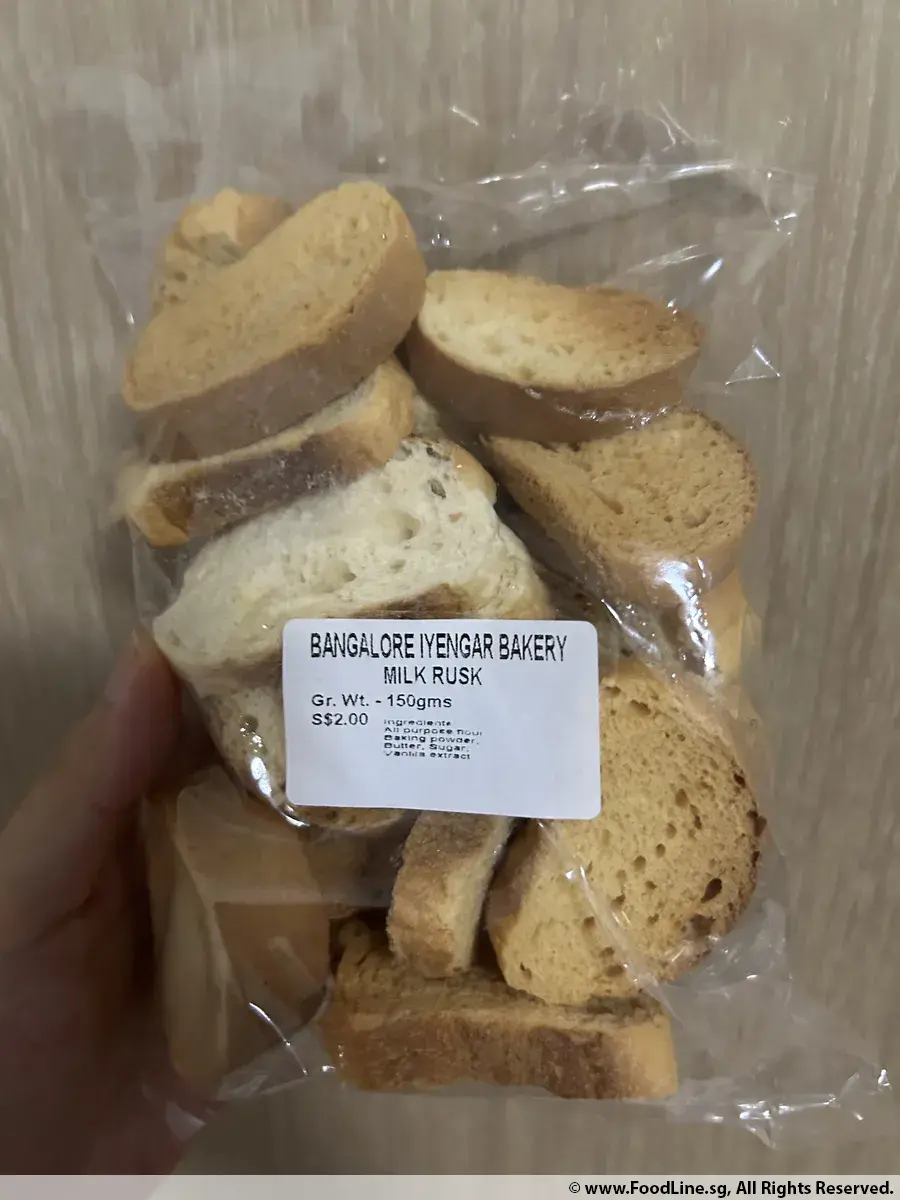 BANGALORE IYENGAR BAKERY
MILK RUSK
Gr. Wt. - 150gms
S$2.00
Ingredients
All purpose flour
Baking powder,
Butter, Sugar,
Vanilla extract
© www.FoodLine.sg, All Rights Reserved.